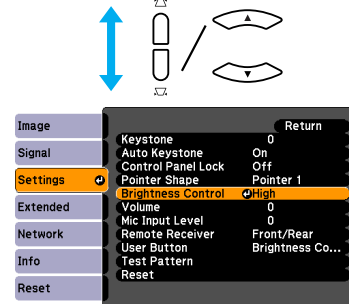 Image
Signal
Settings
Extended
Network
Info
Reset
Return
Keystone 0
Auto Keystone On
Control Panel Lock Off
Pointer Shape Pointer 1
Brightness Control High
Volume 0
Mic Input Level 0
Remote Receiver Front/Rear
User Button Brightness Co...
Test Pattern
Reset